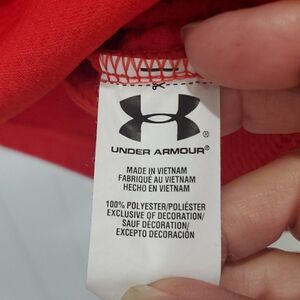 UNDER ARMOUR®
MADE IN VIETNAM
FABRIQUÉ AU VIETNAM
HECHO EN VIETNAM
100% POLYESTER/POLIÉSTER
EXCLUSIVE OF DECORATION/
SAUF DÉCORATION/
EXCEPTO DECORACIÓN